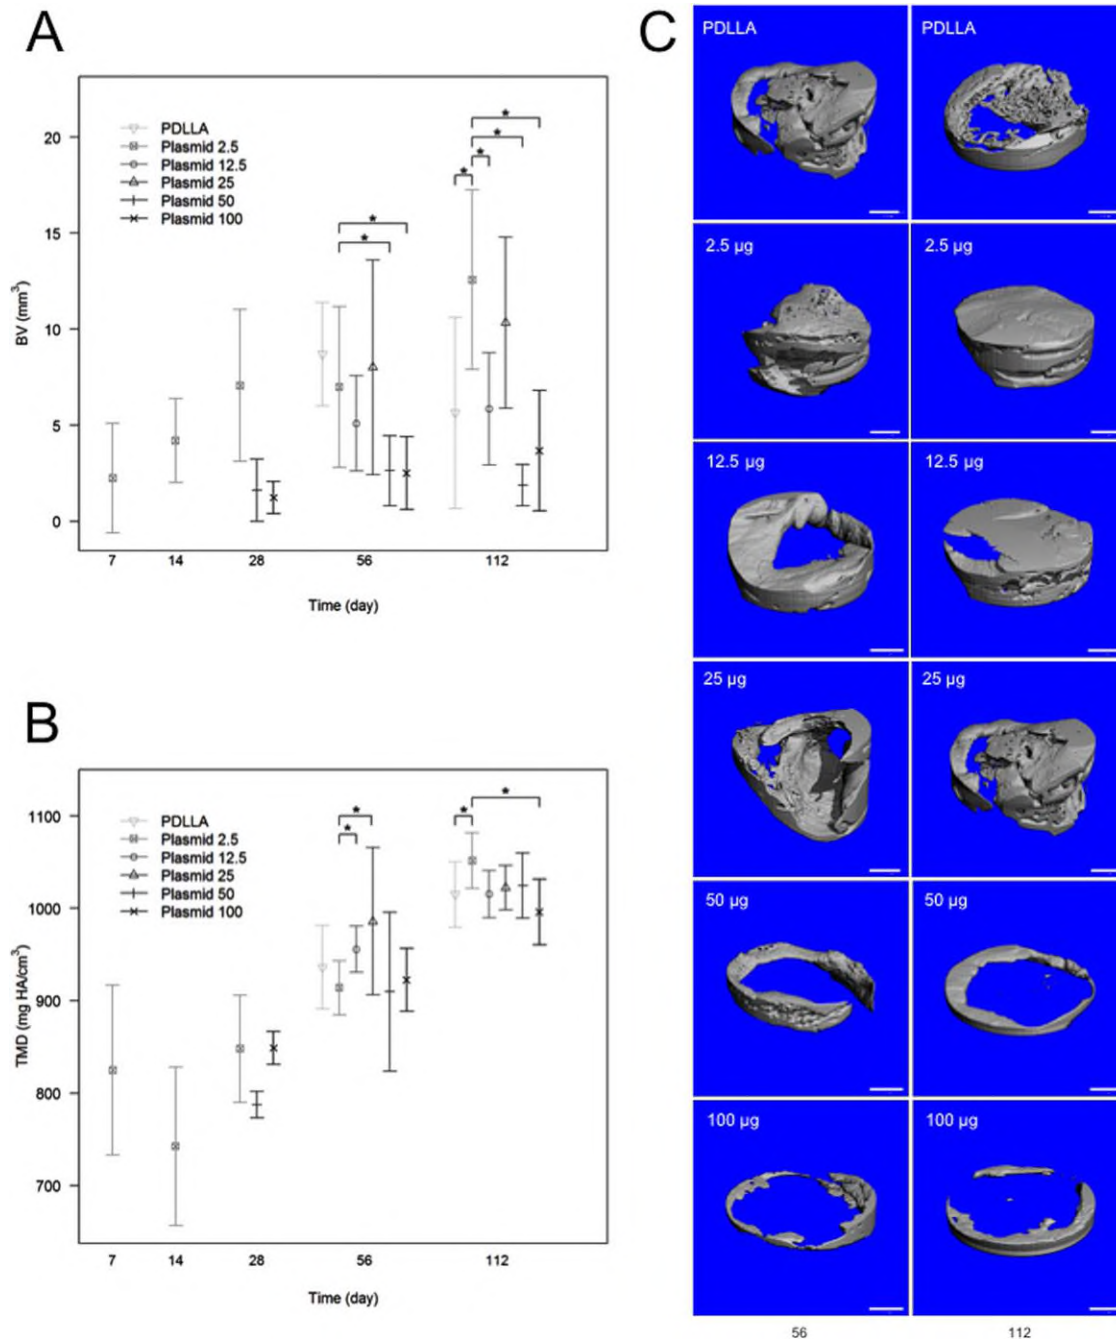 A
BV (mm³)
20
15
10
5
0
PDLLA
Plasmid 2.5
Plasmid 12.5
Plasmid 25
Plasmid 50
Plasmid 100
* * * * * *
7 14 28 56 112
Time (day)
B
TMD (mg HA/cm³)
1100
1000
900
800
700
PDLLA
Plasmid 2.5
Plasmid 12.5
Plasmid 25
Plasmid 50
Plasmid 100
* * * *
7 14 28 56 112
Time (day)
C
PDLLA PDLLA
2.5 µg 2.5 µg
12.5 µg 12.5 µg
25 µg 25 µg
50 µg 50 µg
100 µg 100 µg
56 112